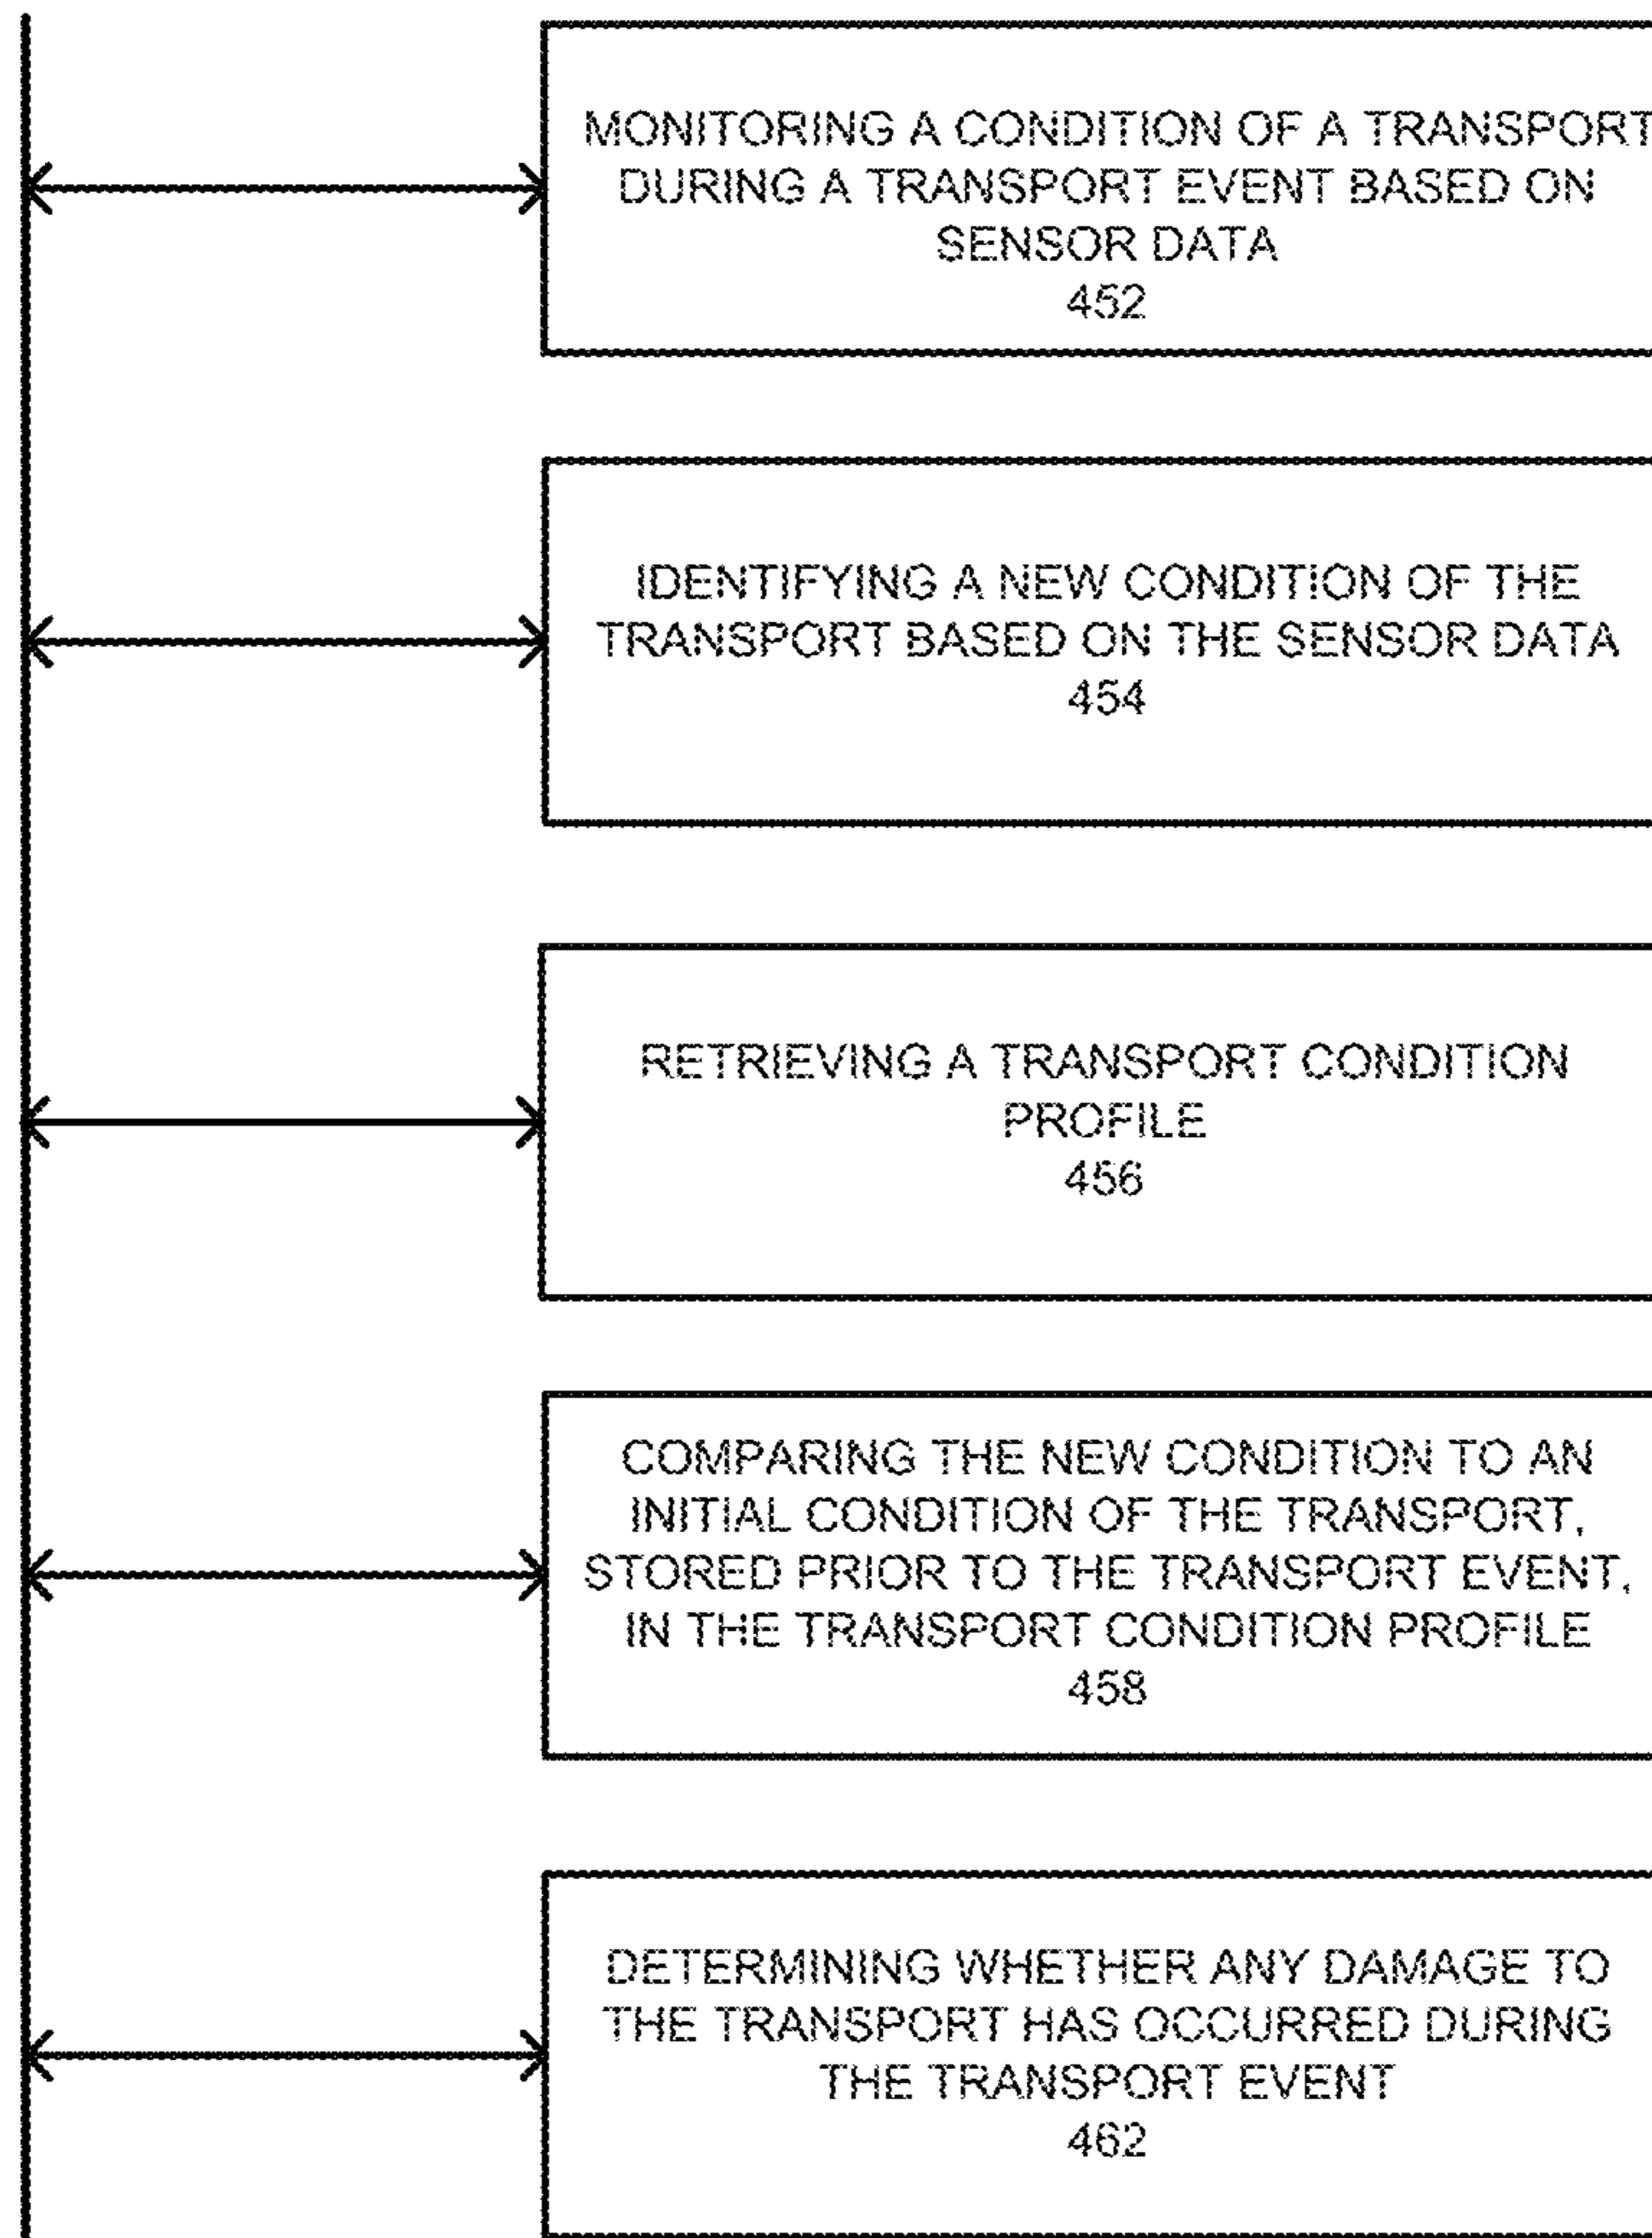 MONITORING A CONDITION OF A TRANSPORT
DURING A TRANSPORT EVENT BASED ON
SENSOR DATA
452
IDENTIFYING A NEW CONDITION OF THE
TRANSPORT BASED ON THE SENSOR DATA
454
RETRIEVING A TRANSPORT CONDITION
PROFILE
456
COMPARING THE NEW CONDITION TO AN
INITIAL CONDITION OF THE TRANSPORT,
STORED PRIOR TO THE TRANSPORT EVENT,
IN THE TRANSPORT CONDITION PROFILE
458
DETERMINING WHETHER ANY DAMAGE TO
THE TRANSPORT HAS OCCURRED DURING
THE TRANSPORT EVENT
462